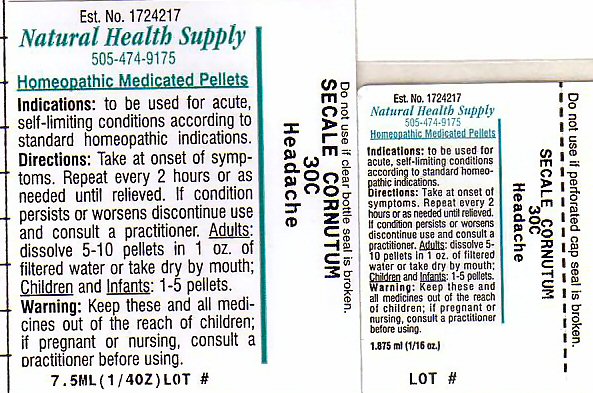 Est. No. 1724217
Natural Health Supply
505-474-9175
Homeopathic Medicated Pellets
Indications: to be used for acute,
self-limiting conditions according to
standard homeopathic indications.
Directions: Take at onset of symp-
toms. Repeat every 2 hours or as
needed until relieved. If condition
persists or worsens discontinue use
and consult a practitioner. Adults:
dissolve 5-10 pellets in 1 oz. of
filtered water or take dry by mouth;
Children and Infants: 1-5 pellets.
Warning: Keep these and all medi-
cines out of the reach of children;
if pregnant or nursing, consult a
practitioner before using.
7.5ML(1/4OZ)LOT #
Do not use if clear bottle seal is broken.
SECALE CORNUTUM
30C
Headache
Est. No. 1724217
Natural Health Supply
505-474-9175
Homeopathic Medicated Pellets
Indications: to be used for
acute, self-limiting conditions
according to standard homeo-
pathic indications.
Directions: Take at onset of
symptoms. Repeat every 2
hours or as needed until relieved.
If condition persists or worsens
discontinue use and consult a
practitioner. Adults: dissolve 5-
10 pellets in 1 oz. of filtered
water or take dry by mouth;
Children and Infants: 1-5 pellets.
Warning: Keep these and
all medicines out of the reach
of children; if pregnant or
nursing, consult a practitioner
before using.
1.875 ml (1/16 oz.)
LOT #
Do not use if perforated cap seal is broken.
SECALE CORNUTUM
30C
Headache